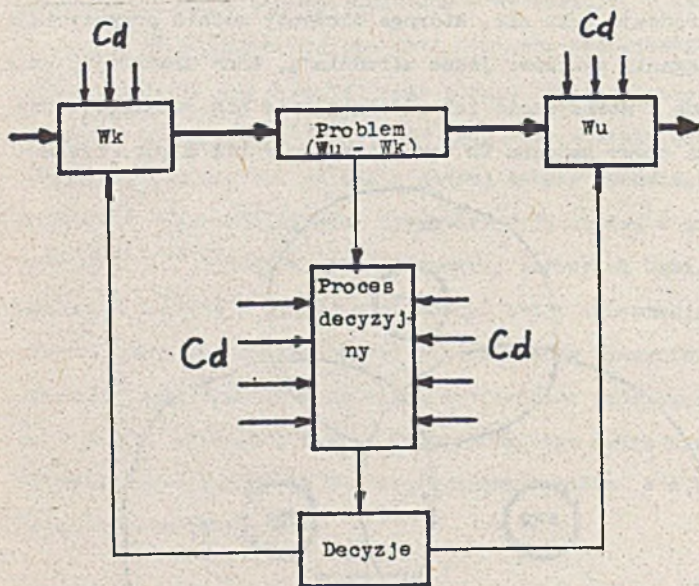 Cd
Cd
Wk
Problem
(Wu - Wk)
Wu
Proces
decyzyj-
ny
Cd
Cd
Decyzje